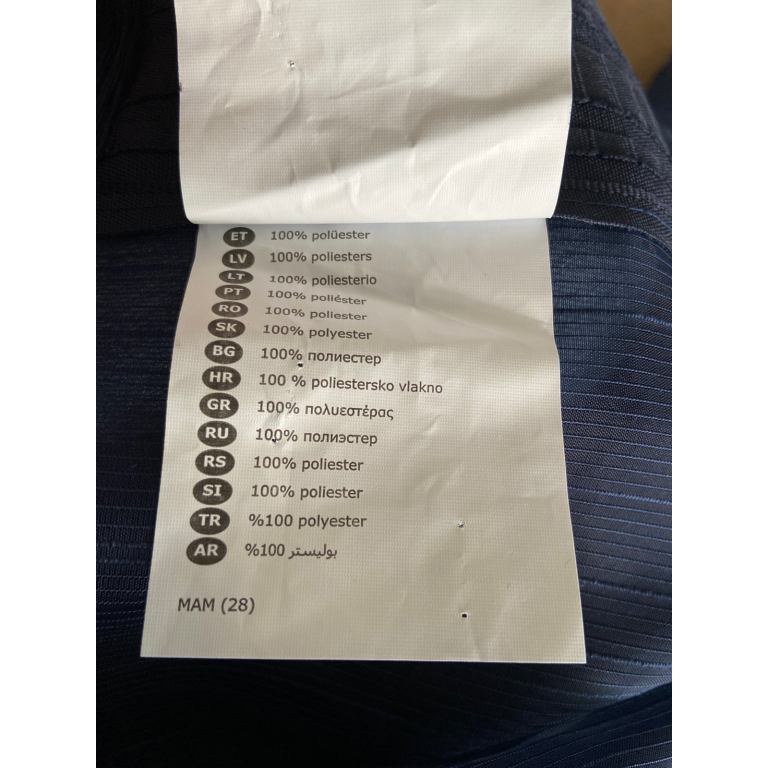 ET 100% polüester
LV 100% poliesters
LT 100% poliesterio
PT 100% poliéster
RO 100% poliester
SK 100% polyester
BG 100% полиестер
HR 100 % poliestersko vlakno
GR 100% πολυεστέρας
RU 100% полиэстер
RS 100% poliester
SI 100% poliester
TR %100 polyester
AR %100 بوليستر
MAM (28)